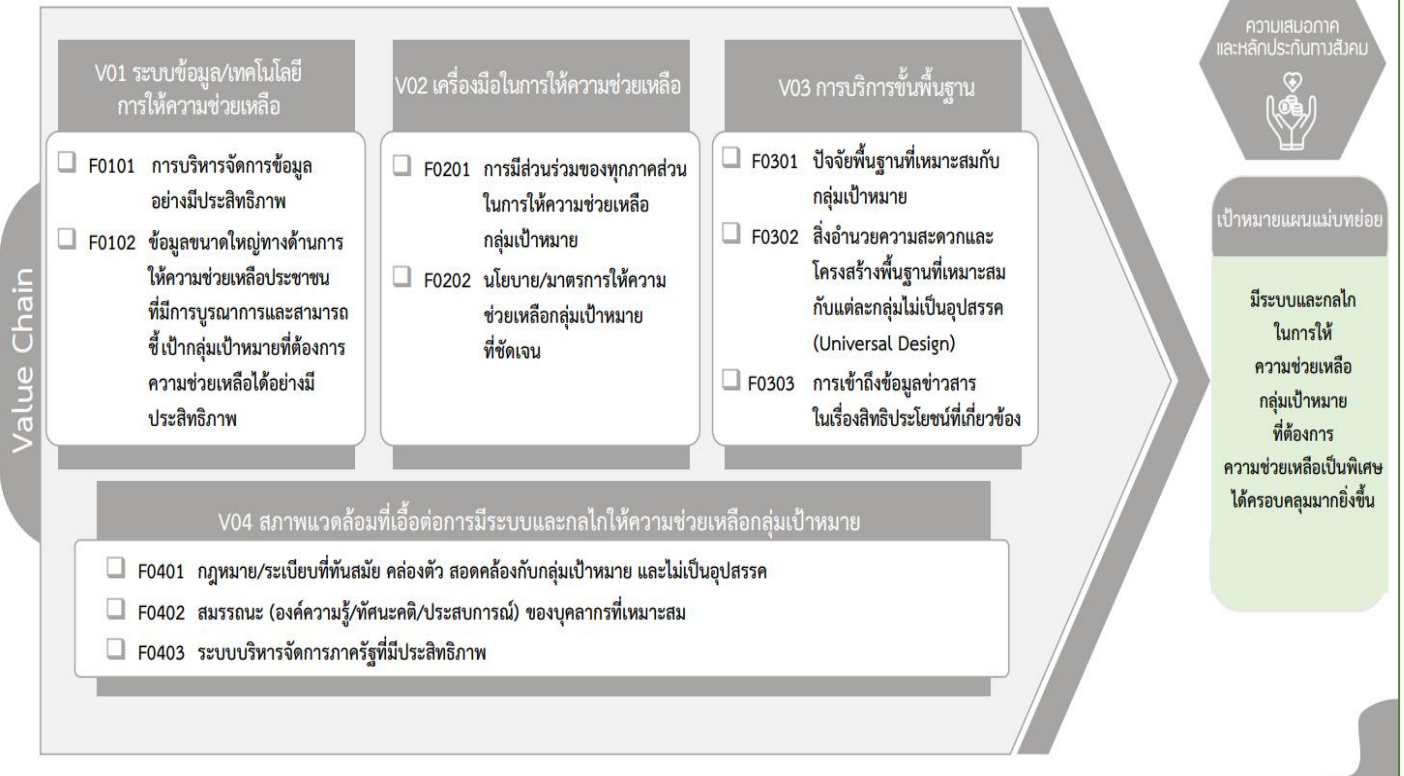 Value Chain
V01 ระบบข้อมูล/เทคโนโลยี
การให้ความช่วยเหลือ
F0101 การบริหารจัดการข้อมูล
อย่างมีประสิทธิภาพ
F0102 ข้อมูลขนาดใหญ่ทางด้านการ
ให้ความช่วยเหลือประชาชน
ที่มีการบูรณาการและสามารถ
ชี้เป้ากลุ่มเป้าหมายที่ต้องการ
ความช่วยเหลือได้อย่างมี
ประสิทธิภาพ
V02 เครื่องมือในการให้ความช่วยเหลือ
F0201 การมีส่วนร่วมของทุกภาคส่วน
ในการให้ความช่วยเหลือ
กลุ่มเป้าหมาย
F0202 นโยบาย/มาตรการให้ความ
ช่วยเหลือกลุ่มเป้าหมาย
ที่ชัดเจน
V03 การบริการขั้นพื้นฐาน
F0301 ปัจจัยพื้นฐานที่เหมาะสมกับ
กลุ่มเป้าหมาย
F0302 สิ่งอำนวยความสะดวกและ
โครงสร้างพื้นฐานที่เหมาะสม
กับแต่ละกลุ่มไม่เป็นอุปสรรค
(Universal Design)
F0303 การเข้าถึงข้อมูลข่าวสาร
ในเรื่องสิทธิประโยชน์ที่เกี่ยวข้อง
V04 สภาพแวดล้อมที่เอื้อต่อการมีระบบและกลไกให้ความช่วยเหลือกลุ่มเป้าหมาย
F0401 กฎหมาย/ระเบียบที่ทันสมัย คล่องตัว สอดคล้องกับกลุ่มเป้าหมาย และไม่เป็นอุปสรรค
F0402 สมรรถนะ (องค์ความรู้/ทัศนะคติ/ประสบการณ์) ของบุคลากรที่เหมาะสม
F0403 ระบบบริหารจัดการภาครัฐที่มีประสิทธิภาพ
ความเสมอภาค
และหลักประกันทางสังคม
เป้าหมายแผนแม่บทย่อย
มีระบบและกลไก
ในการให้
ความช่วยเหลือ
กลุ่มเป้าหมาย
ที่ต้องการ
ความช่วยเหลือเป็นพิเศษ
ได้ครอบคลุมมากยิ่งขึ้น